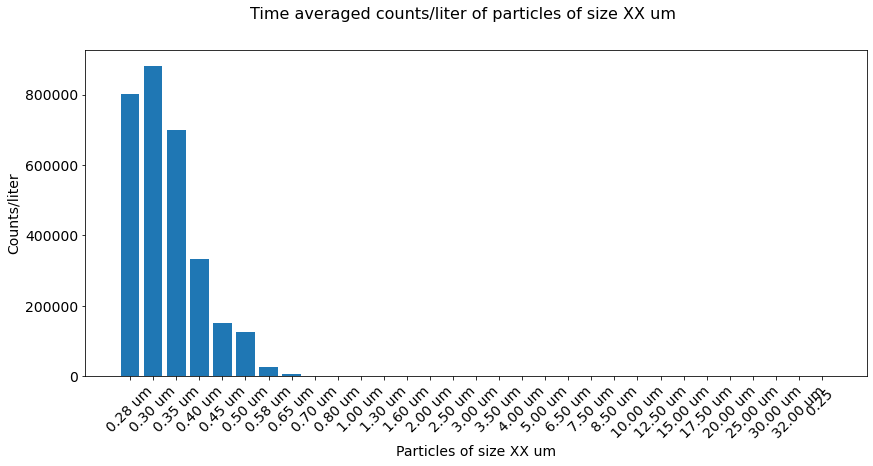 Time averaged counts/liter of particles of size XX um
Counts/liter
800000
600000
400000
200000
0
0.28 um
0.30 um
0.35 um
0.40 um
0.45 um
0.50 um
0.58 um
0.65 um
0.70 um
0.80 um
1.00 um
1.30 um
1.60 um
2.00 um
2.50 um
3.00 um
3.50 um
4.00 um
5.00 um
6.50 um
7.50 um
8.50 um
10.00 um
12.50 um
15.00 um
17.50 um
20.00 um
25.00 um
30.00 um
32.00 um
0.25
Particles of size XX um